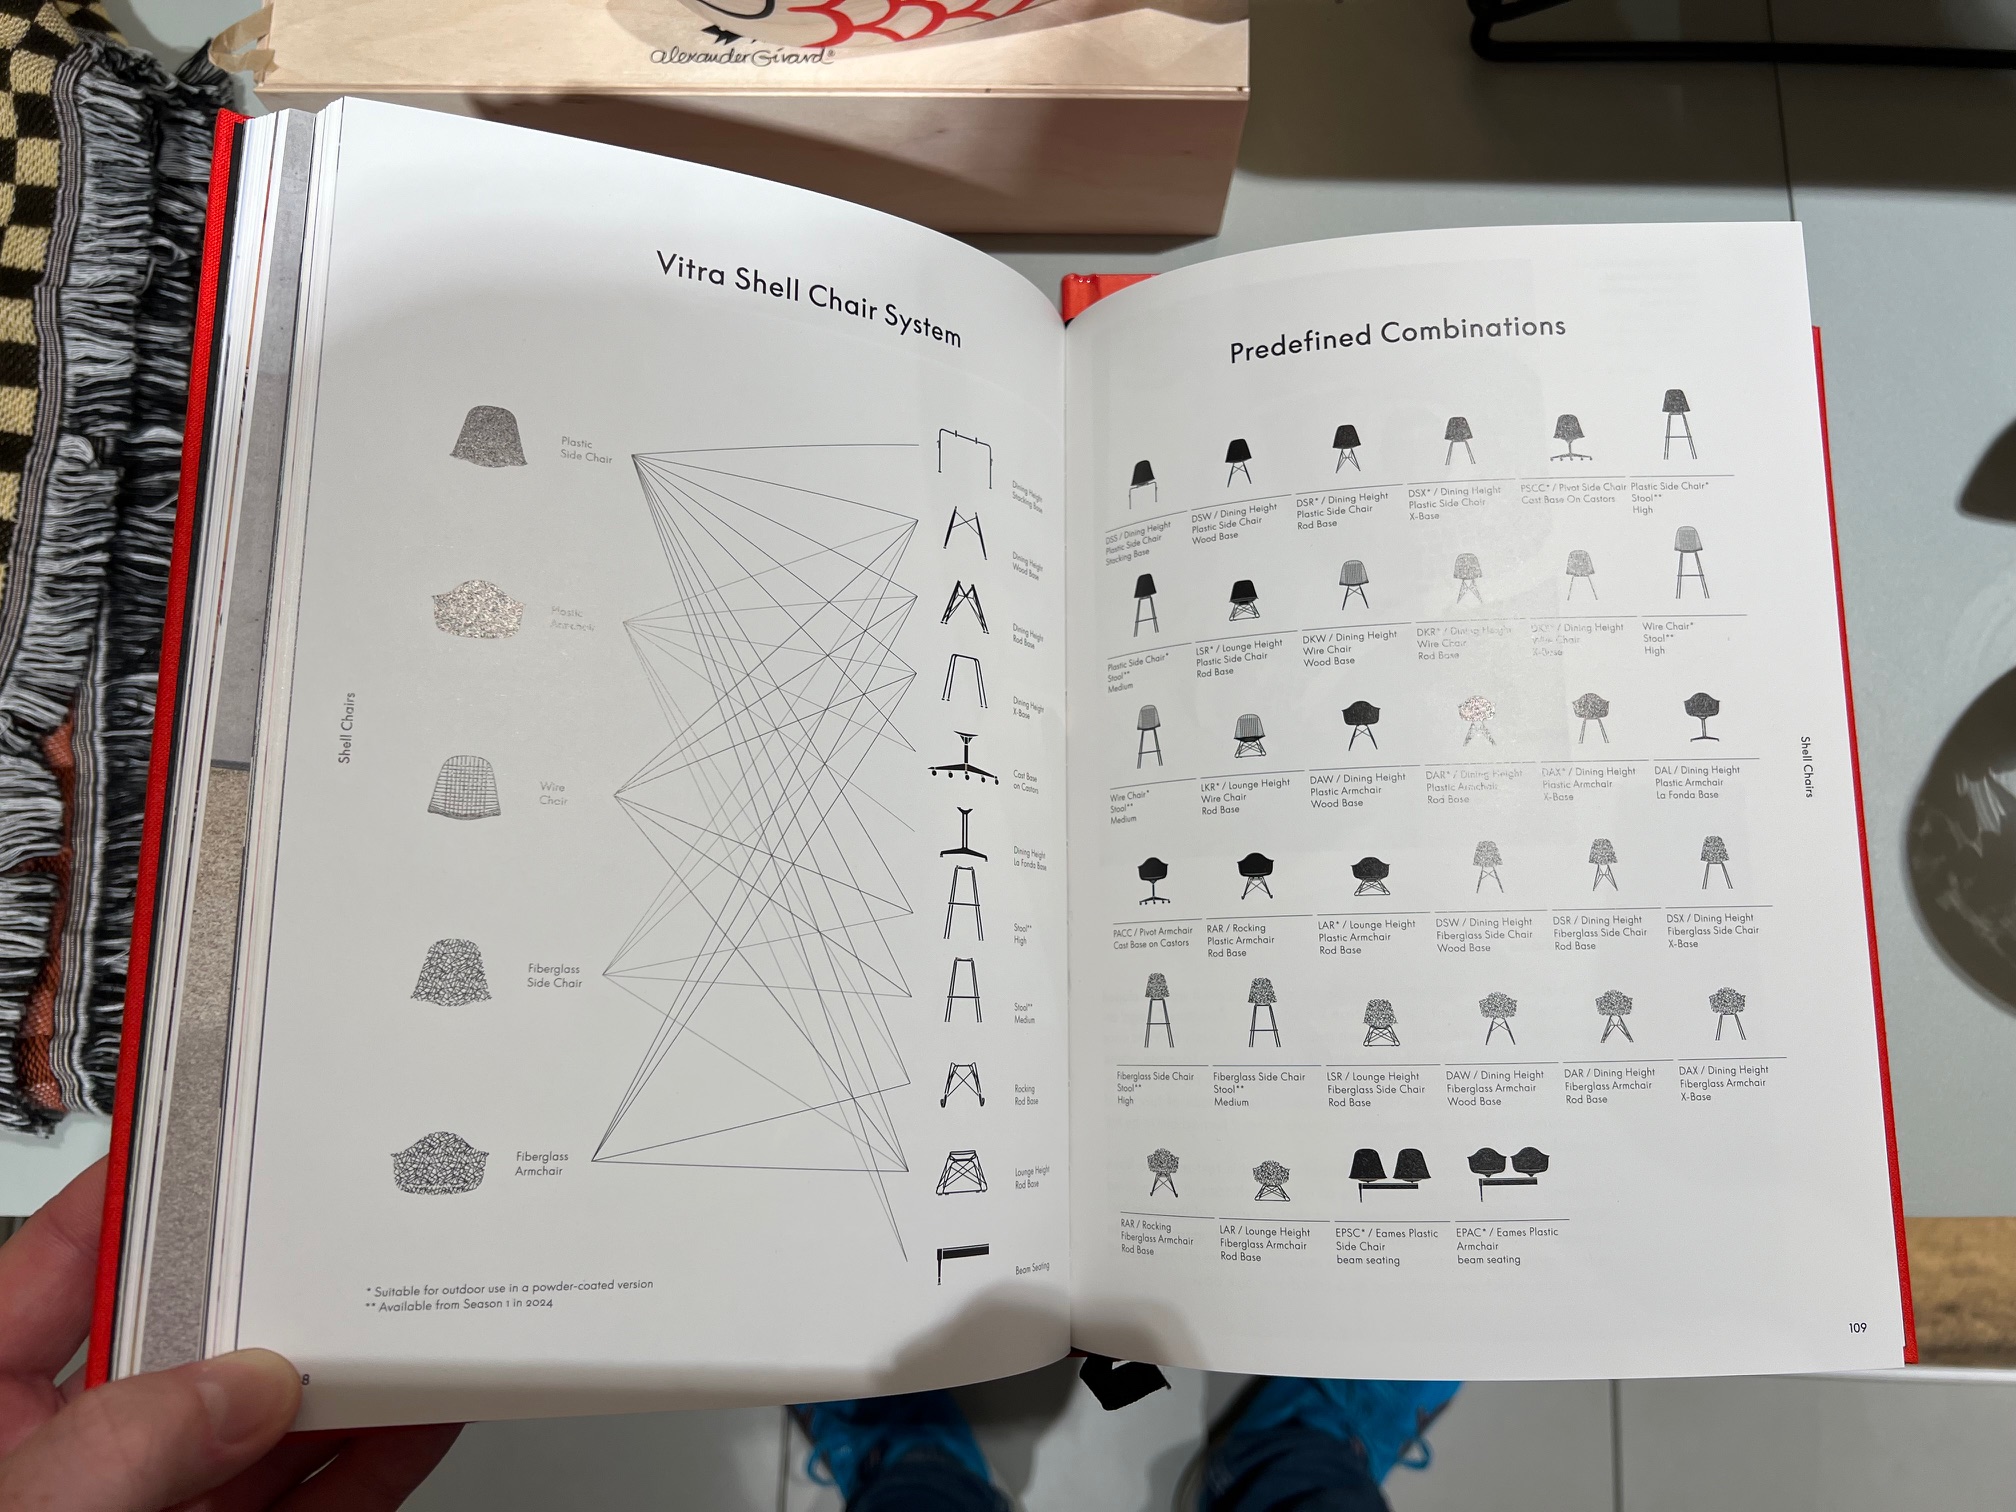 alexander Girard®
Vitra Shell Chair System
Shell Chairs
Plastic
Side Chair
Plastic
Armchair
Wire
Chair
Fiberglass
Side Chair
Fiberglass
Armchair
Dining Height
Stacking Base
Dining Height
Wood Base
Dining Height
Rod Base
Dining Height
X-Base
Cast Base
on Castors
Dining Height
La Fonda Base
Stool**
High
Stool**
Medium
Rocking
Rod Base
Lounge Height
Rod Base
Beam Seating
* Suitable for outdoor use in a powder-coated version
** Available from Season 1 in 2024
8
Predefined Combinations
DSS / Dining Height
Plastic Side Chair
Stacking Base
DSW / Dining Height
Plastic Side Chair
Wood Base
DSR* / Dining Height
Plastic Side Chair
Rod Base
DSX* / Dining Height
Plastic Side Chair
X-Base
PSCC* / Pivot Side Chair
Cast Base On Castors
Plastic Side Chair*
Stool**
High
Plastic Side Chair*
Stool**
Medium
LSR* / Lounge Height
Plastic Side Chair
Rod Base
DKW / Dining Height
Wire Chair
Wood Base
DKR* / Dining Height
Wire Chair
Rod Base
DKX* / Dining Height
Wire Chair
X-Base
Wire Chair*
Stool**
High
Wire Chair*
Stool**
Medium
LKR* / Lounge Height
Wire Chair
Rod Base
DAW / Dining Height
Plastic Armchair
Wood Base
DAR* / Dining Height
Plastic Armchair
Rod Base
DAX* / Dining Height
Plastic Armchair
X-Base
DAL / Dining Height
Plastic Armchair
La Fonda Base
PACC / Pivot Armchair
Cast Base on Castors
RAR / Rocking
Plastic Armchair
Rod Base
LAR* / Lounge Height
Plastic Armchair
Rod Base
DSW / Dining Height
Fiberglass Side Chair
Wood Base
DSR / Dining Height
Fiberglass Side Chair
Rod Base
DSX / Dining Height
Fiberglass Side Chair
X-Base
Fiberglass Side Chair
Stool**
High
Fiberglass Side Chair
Stool**
Medium
LSR / Lounge Height
Fiberglass Side Chair
Rod Base
DAW / Dining Height
Fiberglass Armchair
Wood Base
DAR / Dining Height
Fiberglass Armchair
Rod Base
DAX / Dining Height
Fiberglass Armchair
X-Base
RAR / Rocking
Fiberglass Armchair
Rod Base
LAR / Lounge Height
Fiberglass Armchair
Rod Base
EPSC* / Eames Plastic
Side Chair
beam seating
EPAC* / Eames Plastic
Armchair
beam seating
Shell Chairs
109